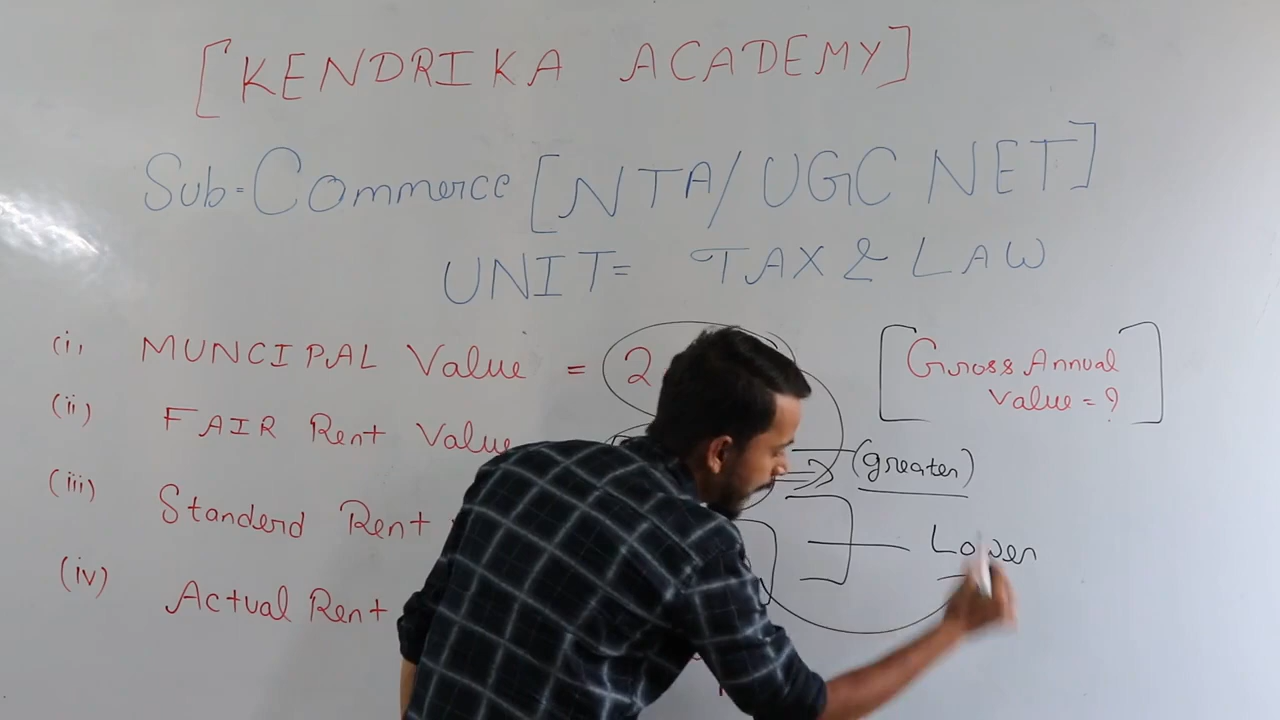 [KENDRIKA ACADEMY]
Sub-Commerce [NTA/UGC NET]
UNIT= TAX & LAW
(i) MUNCIPAL Value = 2
[Gross Annual
Value = ?]
(ii) FAIR Rent Value
(greater)
(iii) Standerd Rent
Lower
(iv) Actual Rent